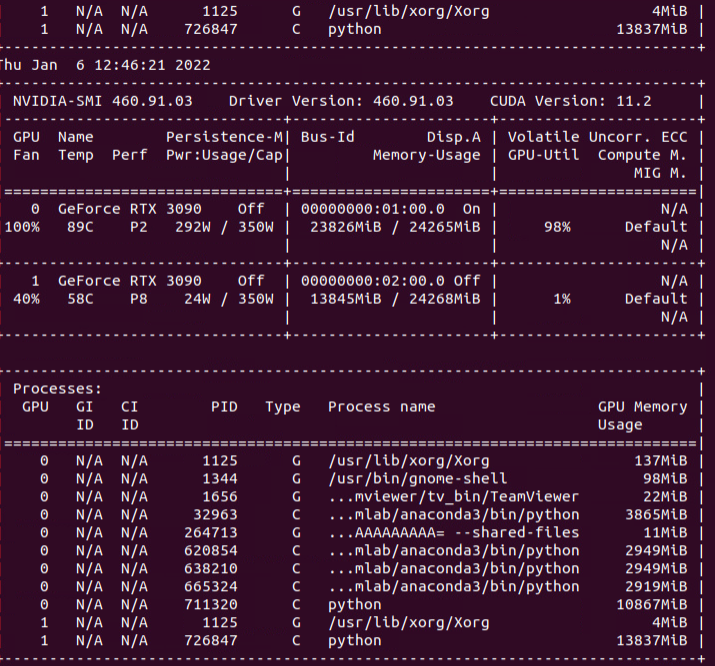 | 1 N/A N/A 1125 G /usr/lib/xorg/Xorg 4MiB |
| 1 N/A N/A 726847 C python 13837MiB |
+-----------------------------------------------------------------------------+
Thu Jan  6 12:46:21 2022
+-----------------------------------------------------------------------------+
| NVIDIA-SMI 460.91.03    Driver Version: 460.91.03    CUDA Version: 11.2     |
|-------------------------------+----------------------+----------------------+
| GPU  Name        Persistence-M| Bus-Id        Disp.A | Volatile Uncorr. ECC |
| Fan  Temp  Perf  Pwr:Usage/Cap|         Memory-Usage | GPU-Util  Compute M. |
|                               |                      |               MIG M. |
|===============================+======================+======================|
|   0  GeForce RTX 3090    Off  | 00000000:01:00.0  On |                  N/A |
|100%   89C    P2   292W / 350W |  23826MiB / 24265MiB |     98%      Default |
|                               |                      |                  N/A |
+-------------------------------+----------------------+----------------------+
|   1  GeForce RTX 3090    Off  | 00000000:02:00.0 Off |                  N/A |
| 40%   58C    P8    24W / 350W |  13845MiB / 24268MiB |      1%      Default |
|                               |                      |                  N/A |
+-------------------------------+----------------------+----------------------+
+-----------------------------------------------------------------------------+
| Processes:                                                                  |
|  GPU   GI   CI        PID   Type   Process name                  GPU Memory |
|        ID   ID                                                   Usage      |
|=============================================================================|
|    0   N/A  N/A      1125      G   /usr/lib/xorg/Xorg                137MiB |
|    0   N/A  N/A      1344      G   /usr/bin/gnome-shell               98MiB |
|    0   N/A  N/A      1656      G   ...mviewer/tv_bin/TeamViewer       22MiB |
|    0   N/A  N/A     32963      C   ...mlab/anaconda3/bin/python     3865MiB |
|    0   N/A  N/A    264713      G   ...AAAAAAAAA= --shared-files       11MiB |
|    0   N/A  N/A    620854      C   ...mlab/anaconda3/bin/python     2949MiB |
|    0   N/A  N/A    638210      C   ...mlab/anaconda3/bin/python     2949MiB |
|    0   N/A  N/A    665324      C   ...mlab/anaconda3/bin/python     2919MiB |
|    0   N/A  N/A    711320      C   python                          10867MiB |
|    1   N/A  N/A      1125      G   /usr/lib/xorg/Xorg                  4MiB |
|    1   N/A  N/A    726847      C   python                          13837MiB |
+-----------------------------------------------------------------------------+